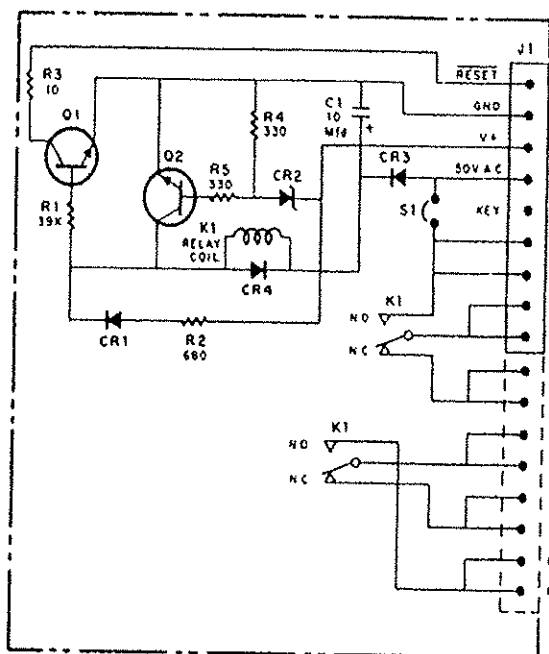 J1
R3
10
RESET
Q1
GND
C1
10
Mfd
+
R4
330
V+
Q2
R5
330
CR2
CR3
50VAC
R1
39K
K1
RELAY
COIL
S1
KEY
CR4
K1
NO
CR1
R2
680
NC
K1
NO
NC